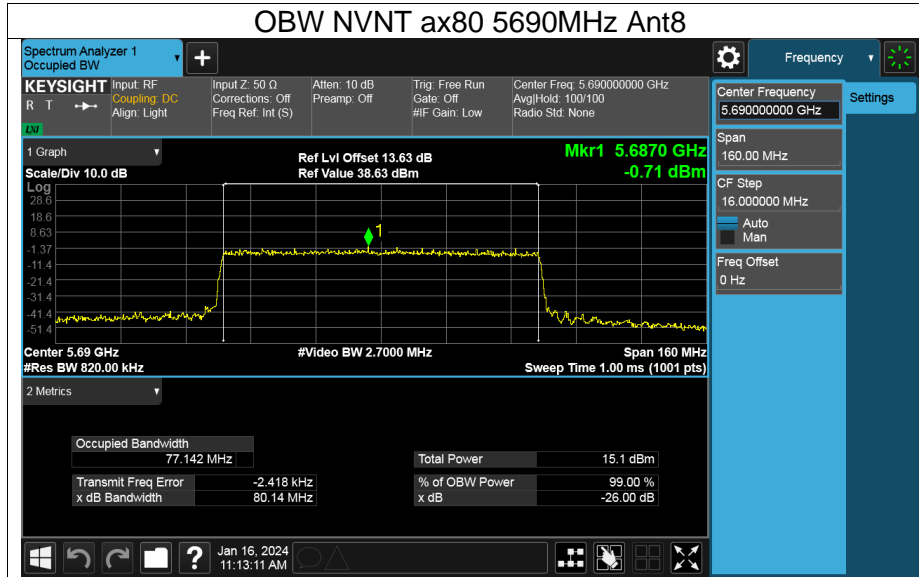 OBW NVNT ax80 5690MHz Ant8
Spectrum Analyzer 1
Occupied BW
+
Frequency
KEYSIGHT
R T
LXI
Input: RF
Coupling: DC
Align: Light
Input Z: 50 Ω
Corrections: Off
Freq Ref: Int (S)
Atten: 10 dB
Preamp: Off
Trig: Free Run
Gate: Off
#IF Gain: Low
Center Freq: 5.690000000 GHz
Avg|Hold: 100/100
Radio Std: None
Center Frequency
5.690000000 GHz
Settings
Span
160.00 MHz
CF Step
16.000000 MHz
Auto
Man
Freq Offset
0 Hz
1 Graph
Scale/Div 10.0 dB
Ref Lvl Offset 13.63 dB
Ref Value 38.63 dBm
Mkr1 5.6870 GHz
-0.71 dBm
Log
28.6
18.6
8.63
-1.37
-11.4
-21.4
-31.4
-41.4
-51.4
1
Center 5.69 GHz
#Res BW 820.00 kHz
#Video BW 2.7000 MHz
Span 160 MHz
Sweep Time 1.00 ms (1001 pts)
2 Metrics
Occupied Bandwidth
77.142 MHz
Transmit Freq Error -2.418 kHz
x dB Bandwidth 80.14 MHz
Total Power 15.1 dBm
% of OBW Power 99.00 %
x dB -26.00 dB
?
Jan 16, 2024
11:13:11 AM